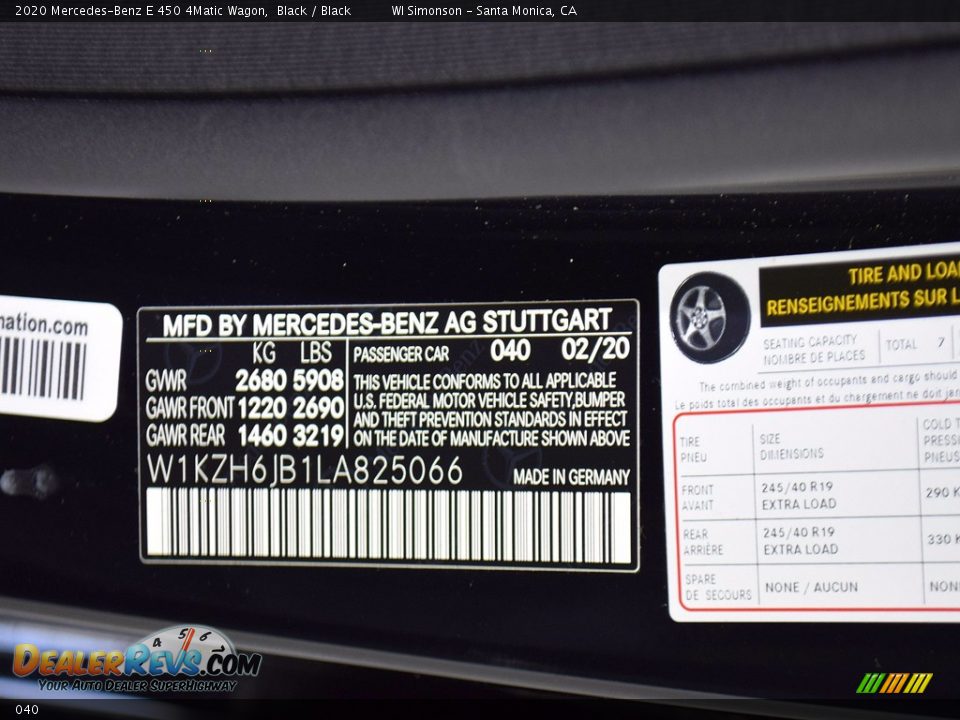 2020 Mercedes-Benz E 450 4Matic Wagon, Black / Black WI Simonson - Santa Monica, CA
nation.com
MFD BY MERCEDES-BENZ AG STUTTGART
KG LBS
GVWR 2680 5908
GAWR FRONT 1220 2690
GAWR REAR 1460 3219
PASSENGER CAR 040 02/20
THIS VEHICLE CONFORMS TO ALL APPLICABLE
U.S. FEDERAL MOTOR VEHICLE SAFETY,BUMPER
AND THEFT PREVENTION STANDARDS IN EFFECT
ON THE DATE OF MANUFACTURE SHOWN ABOVE
W1KZH6JB1LA825066 MADE IN GERMANY
TIRE AND LOA
RENSEIGNEMENTS SUR L
SEATING CAPACITY
NOMBRE DE PLACES
TOTAL 7
The combined weight of occupants and cargo should
Le poids total des occupants et du chargement ne doit jam
TIRE
PNEU
SIZE
DIMENSIONS
COLD T
PRESS
PNEUS
FRONT
AVANT
245/40 R19
EXTRA LOAD
290 K
REAR
ARRIÈRE
245/40 R19
EXTRA LOAD
330 K
SPARE
DE SECOURS
NONE / AUCUN
NON
4 5 6
DEALERREVS.COM
YOUR AUTO DEALER SUPERHIGHWAY
040